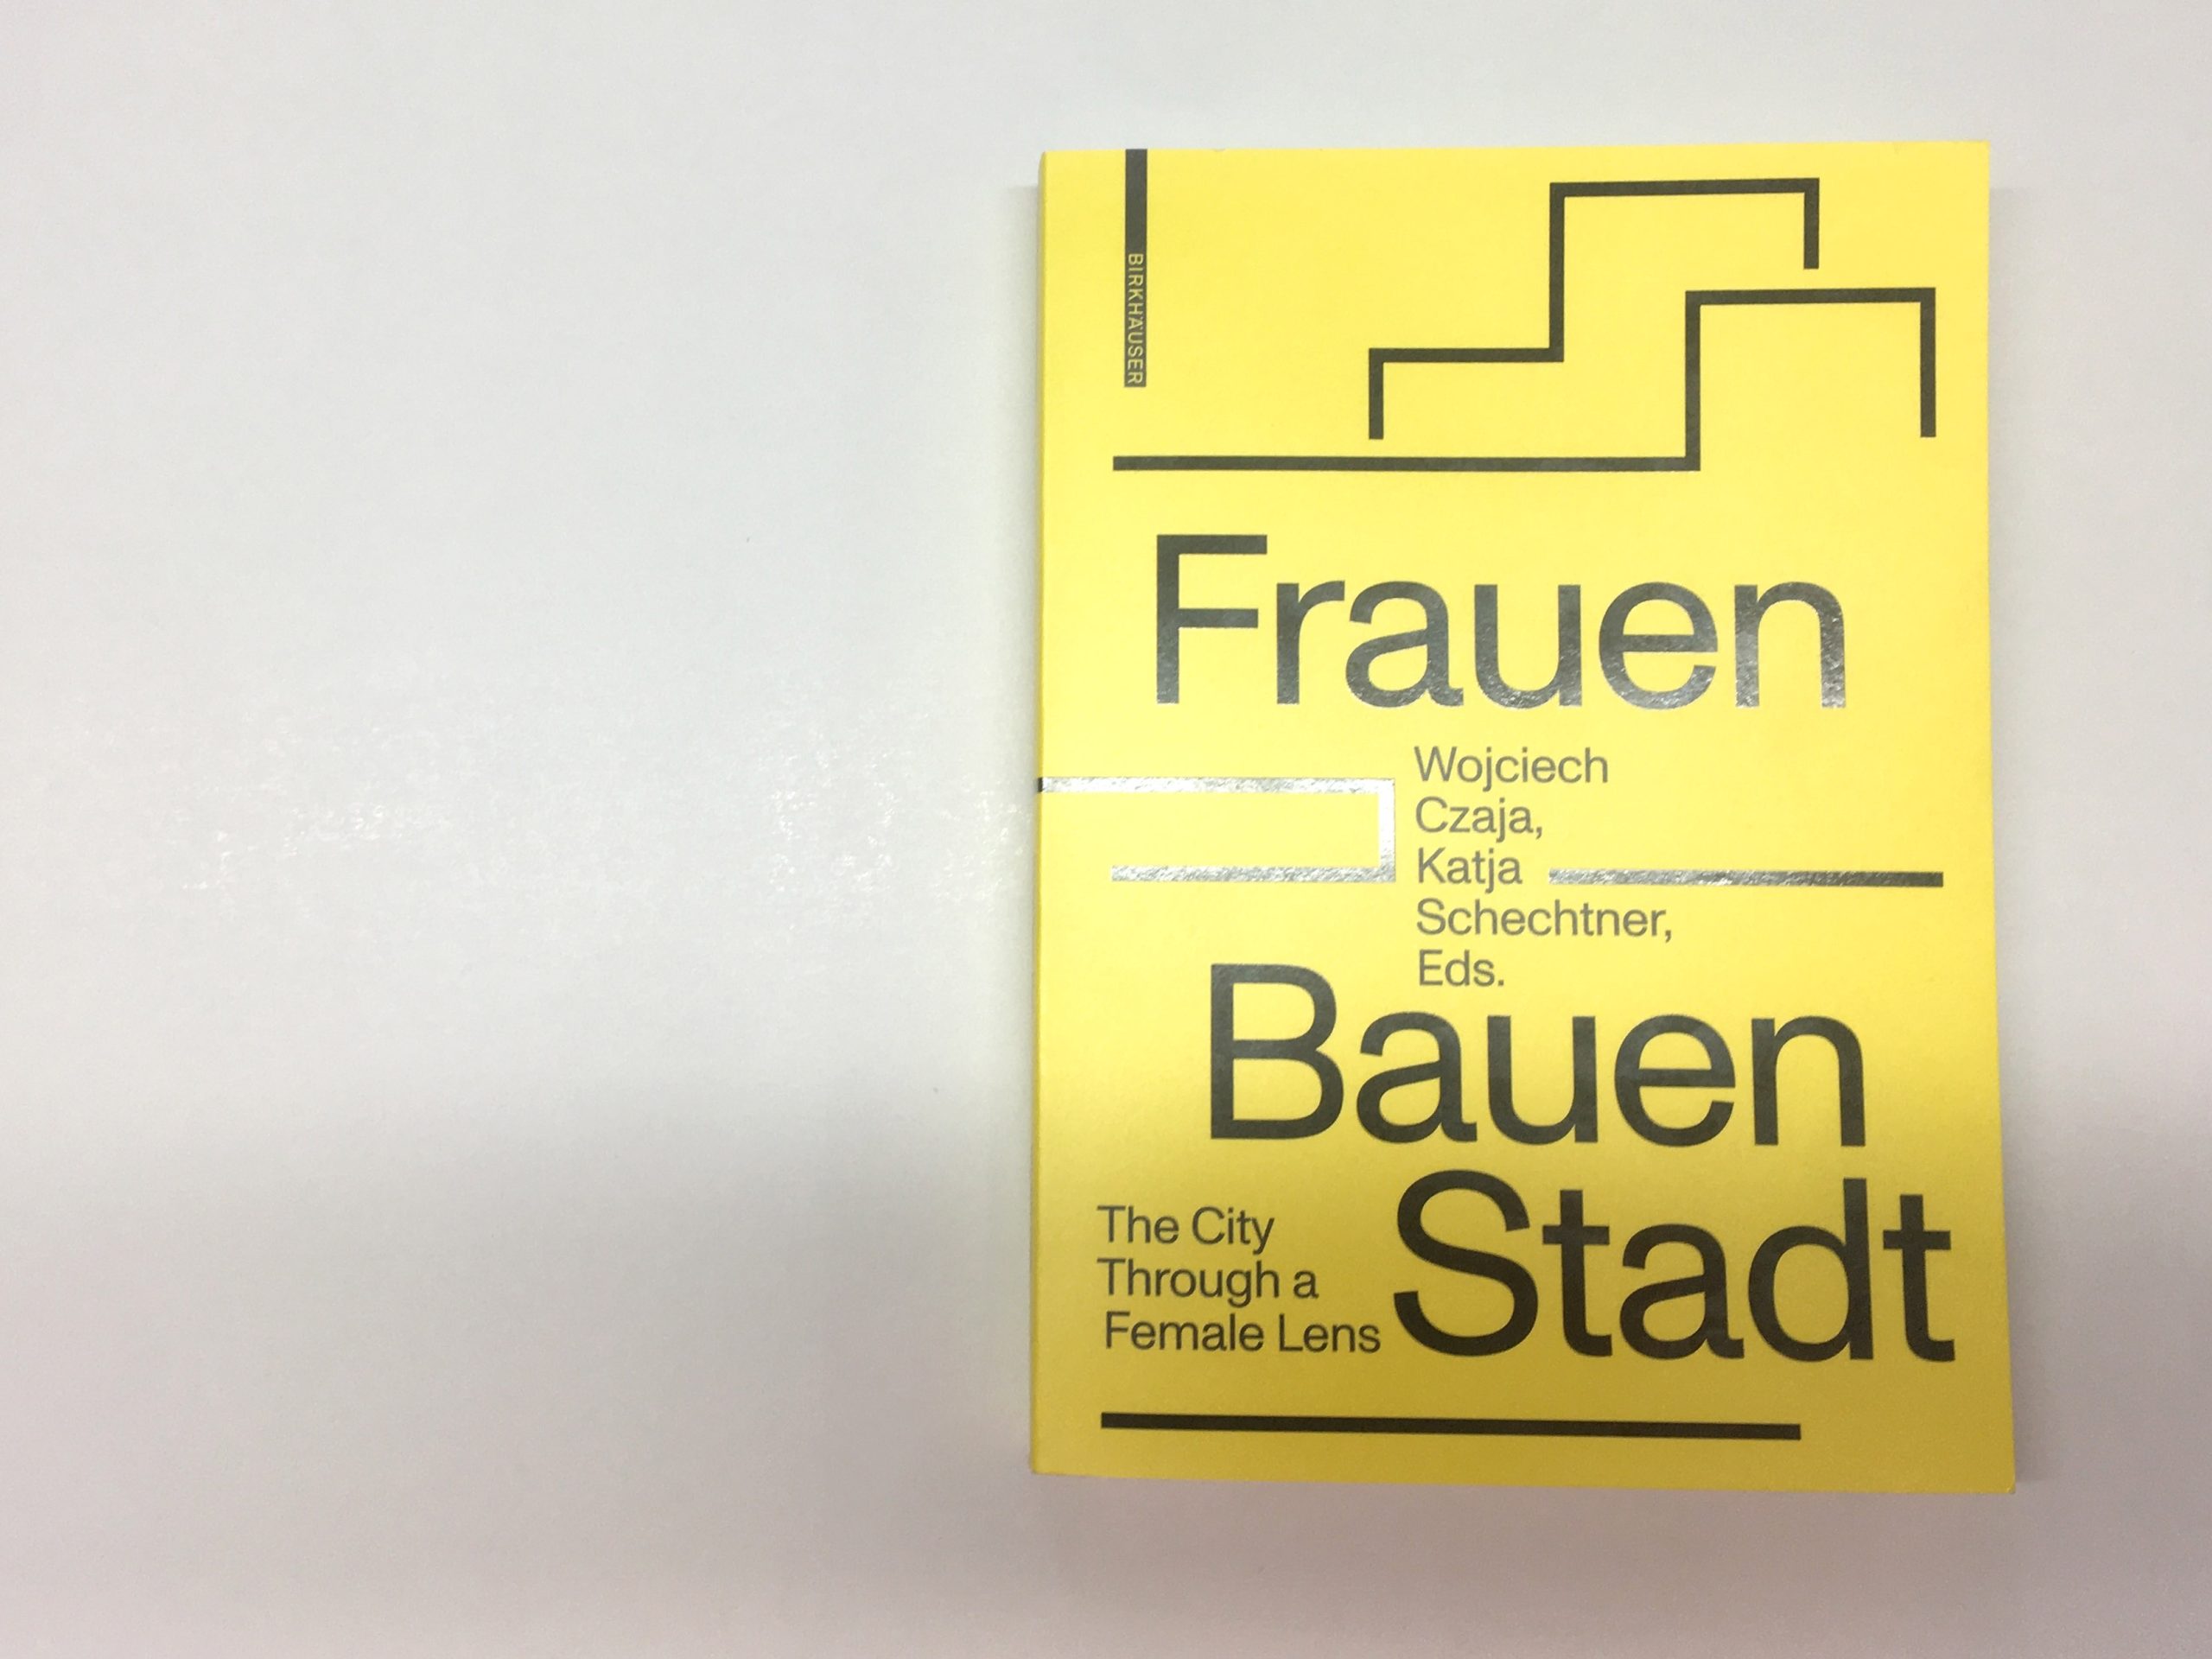 BIRKHÄUSER
Frauen
Wojciech
Czaja,
Katja
Schechtner,
Eds.
Bauen
Stadt
The City
Through a
Female Lens